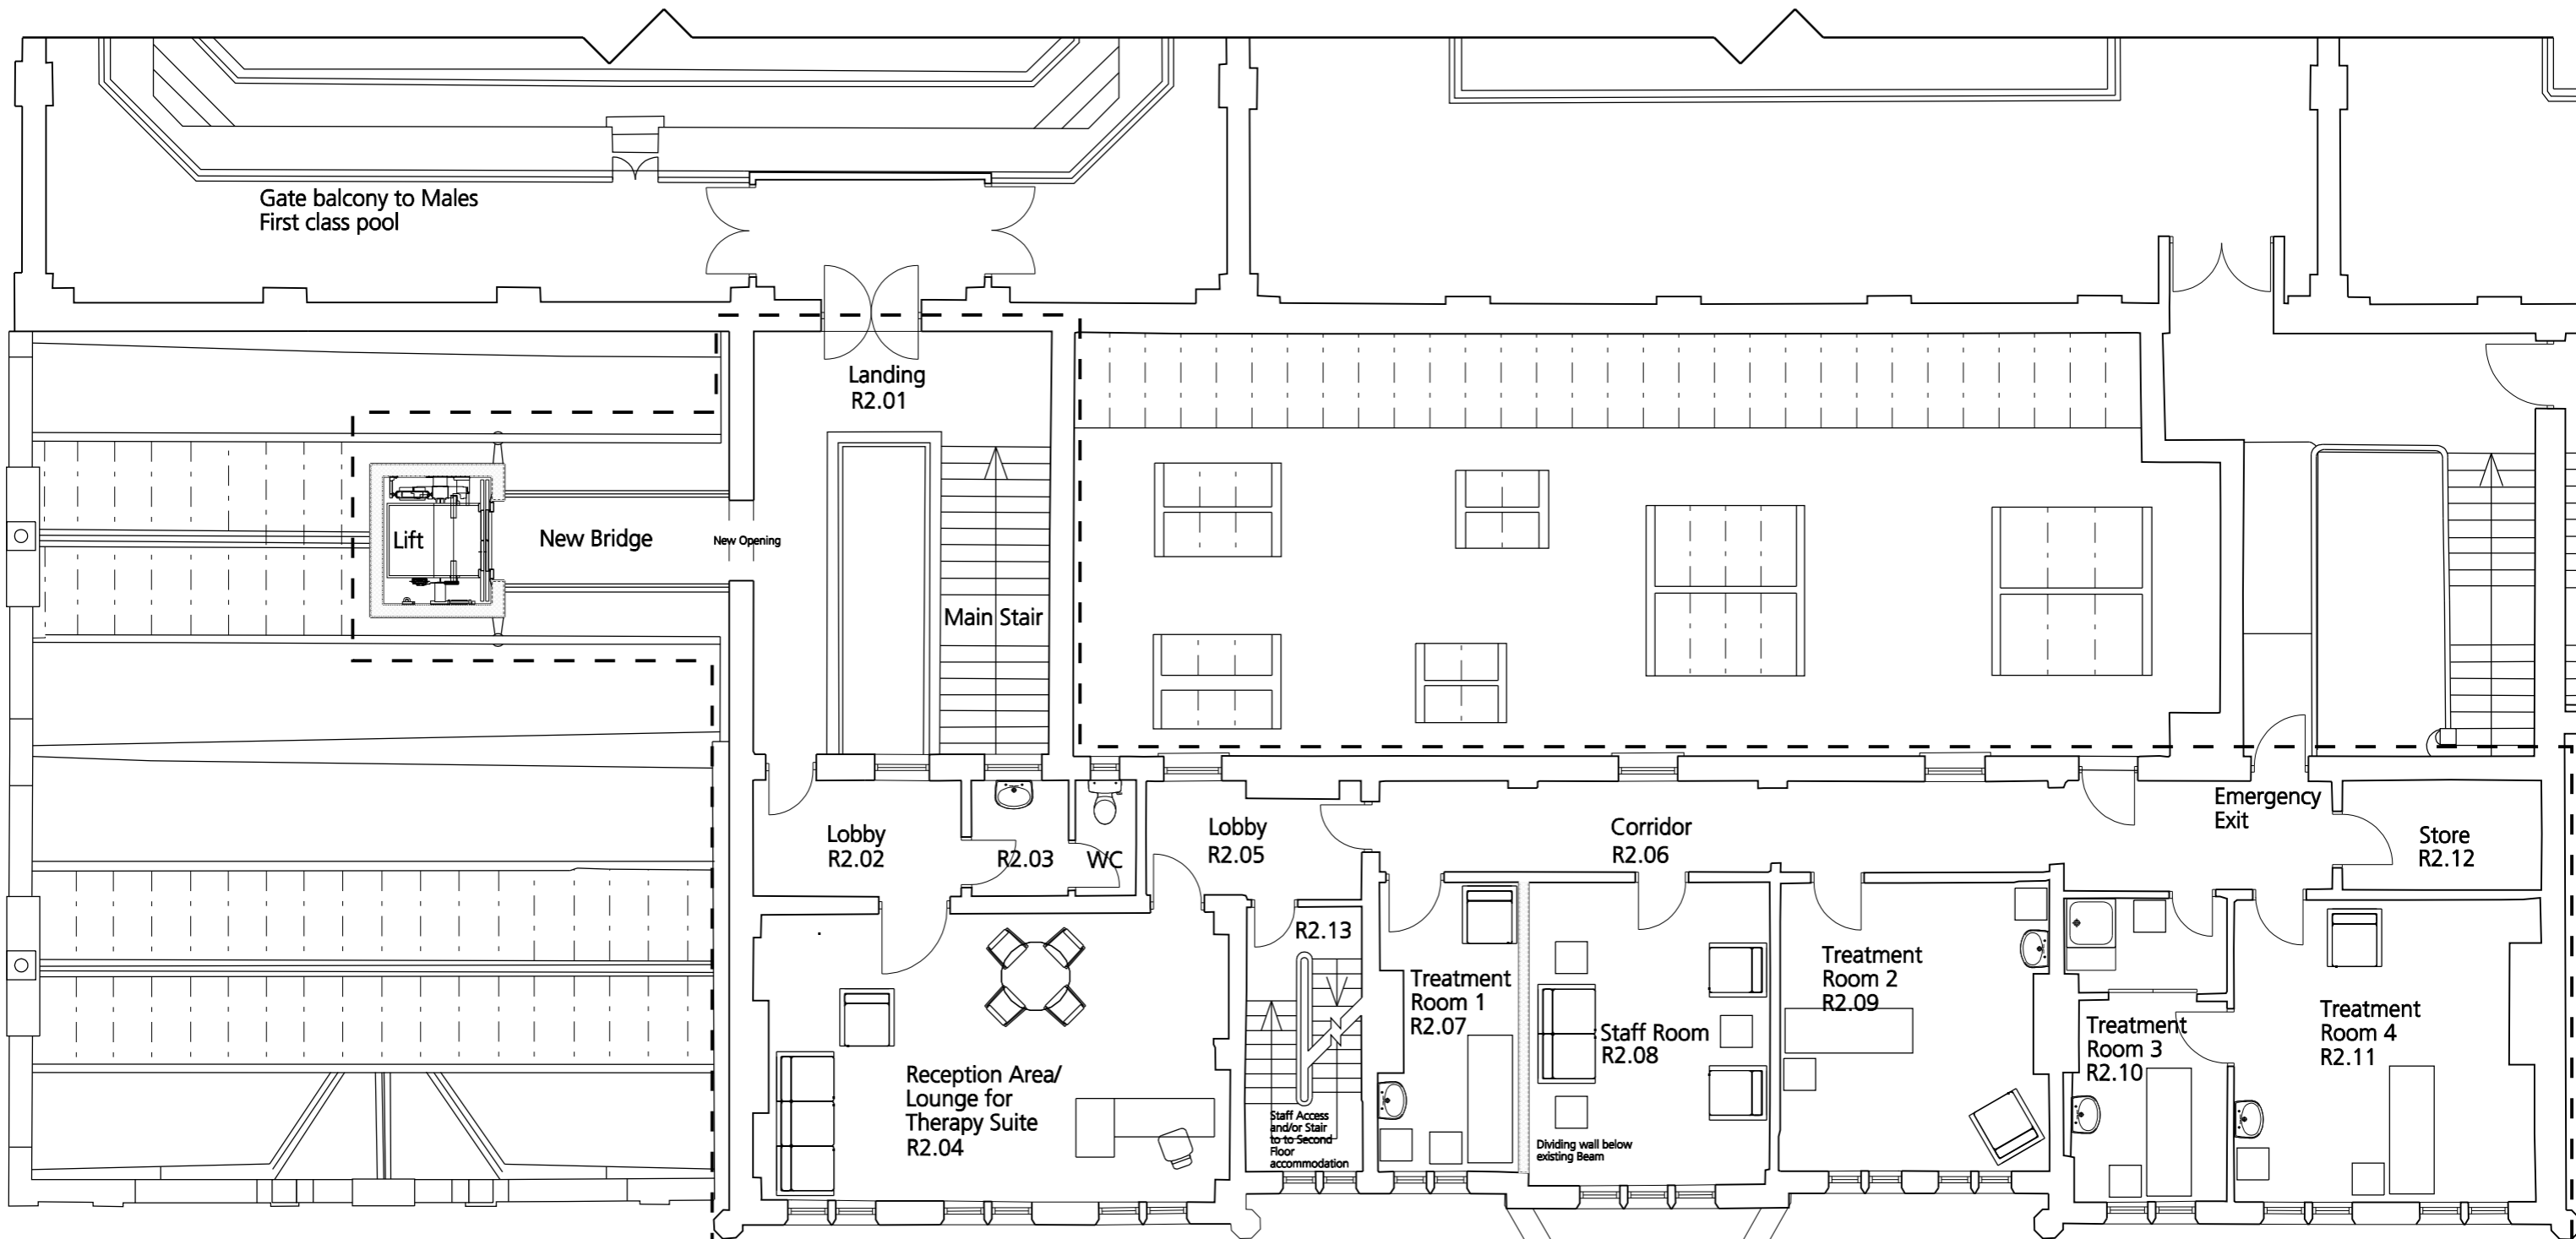 Gate balcony to Males
First class pool
Landing
R2.01
Lift
New Bridge
New Opening
Main Stair
Lobby
R2.02
R2.03
WC
Lobby
R2.05
Corridor
R2.06
Emergency
Exit
Store
R2.12
R2.13
Reception Area/
Lounge for
Therapy Suite
R2.04
Staff Access
and/or Stair
to to Second
Floor
accommodation
Treatment
Room 1
R2.07
Staff Room
R2.08
Dividing wall below
existing Beam
Treatment
Room 2
R2.09
Treatment
Room 3
R2.10
Treatment
Room 4
R2.11